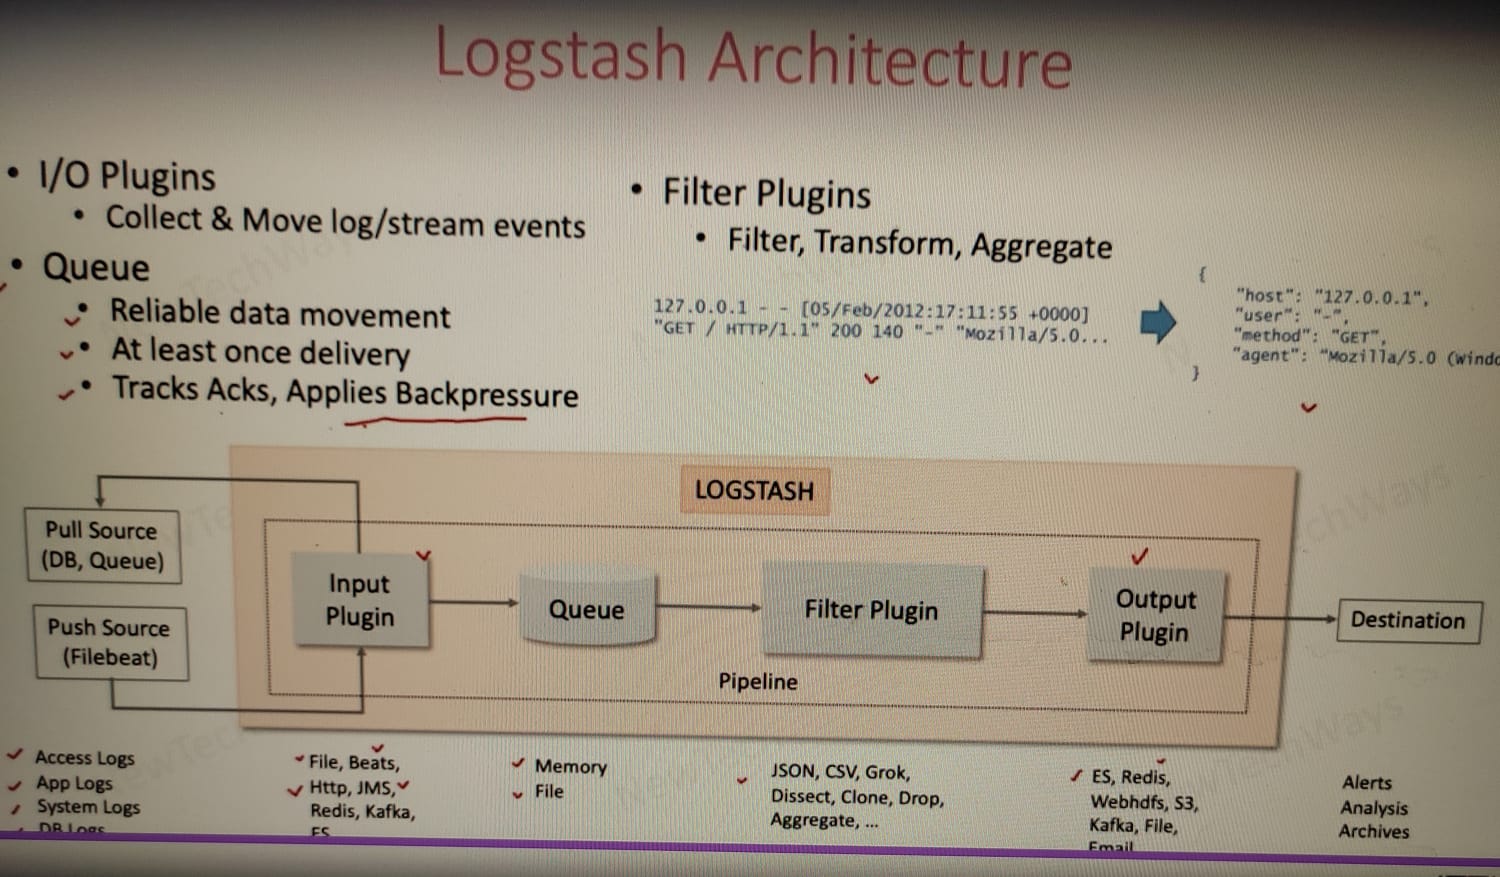 Logstash Architecture
• I/O Plugins
• Collect & Move log/stream events
• Queue
• Reliable data movement
• At least once delivery
• Tracks Acks, Applies Backpressure
• Filter Plugins
• Filter, Transform, Aggregate
127.0.0.1 - - [05/Feb/2012:17:11:55 +0000]
"GET / HTTP/1.1" 200 140 "-" "Mozilla/5.0...
{
"host": "127.0.0.1",
"user": "-",
"method": "GET",
"agent": "Mozilla/5.0 (Windo
}
LOGSTASH
Pull Source
(DB, Queue)
Push Source
(Filebeat)
Input
Plugin
Queue
Filter Plugin
Output
Plugin
Destination
Pipeline
Access Logs
App Logs
System Logs
DB Logs
File, Beats,
Http, JMS,
Redis, Kafka,
ES
Memory
File
JSON, CSV, Grok,
Dissect, Clone, Drop,
Aggregate, ...
ES, Redis,
Webhdfs, S3,
Kafka, File,
Email
Alerts
Analysis
Archives